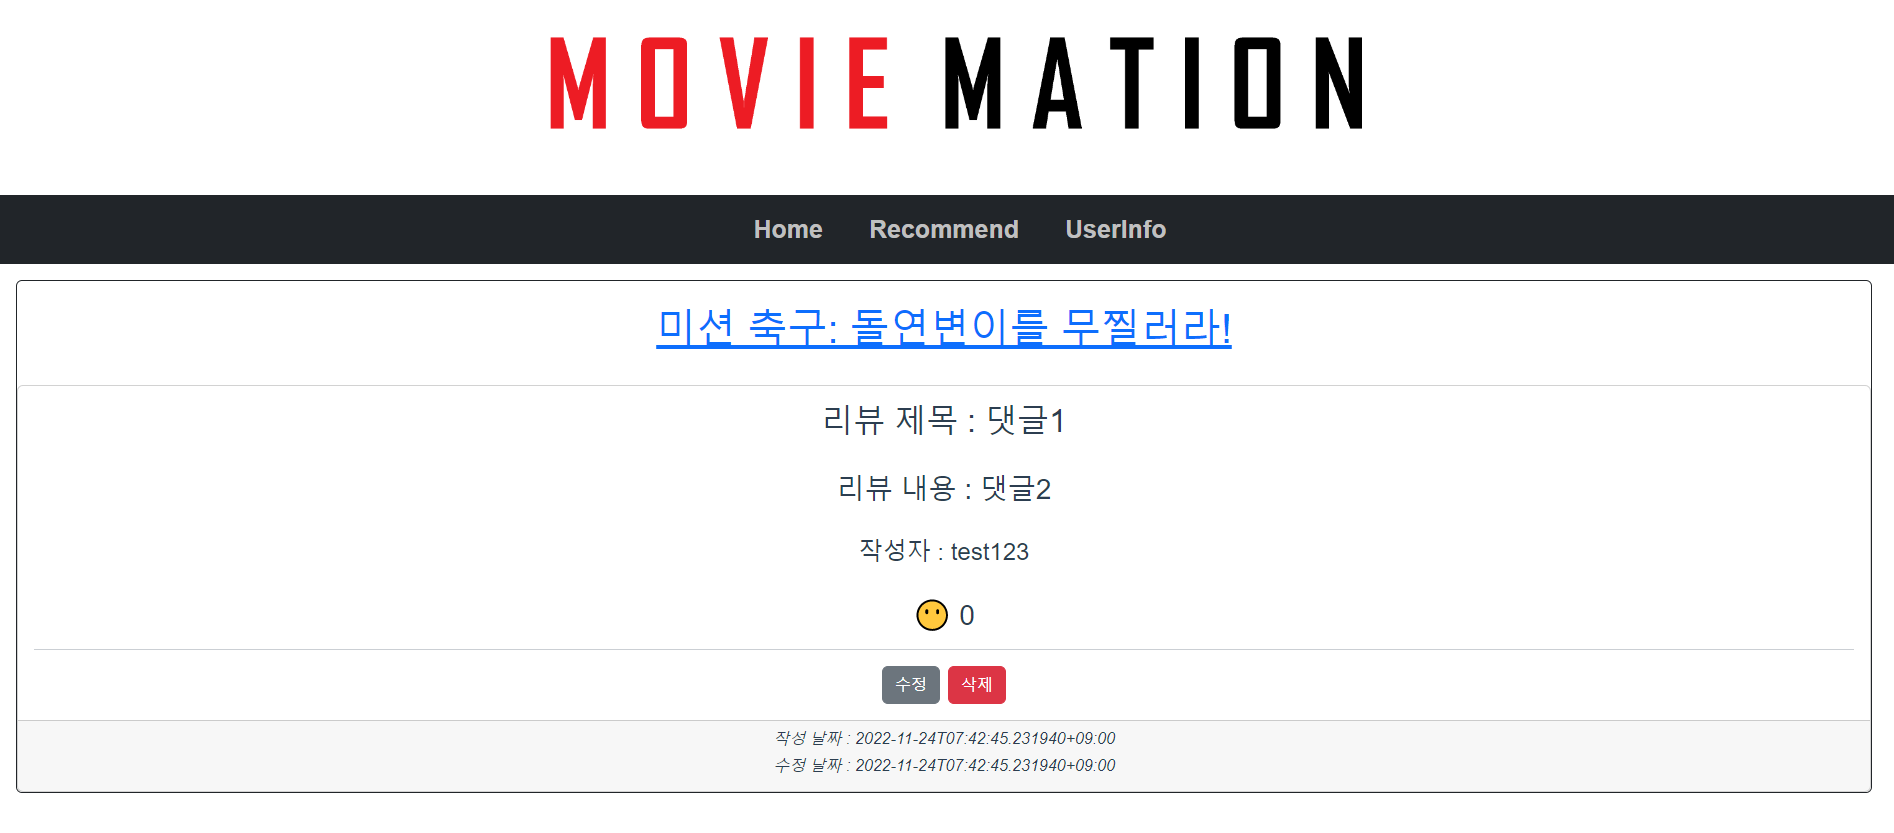 MOVIE MATION
Home Recommend UserInfo
미션 축구: 돌연변이를 무찔러라!
리뷰 제목 : 댓글1
리뷰 내용 : 댓글2
작성자 : test123
0
수정 삭제
작성 날짜 : 2022-11-24T07:42:45.231940+09:00
수정 날짜 : 2022-11-24T07:42:45.231940+09:00